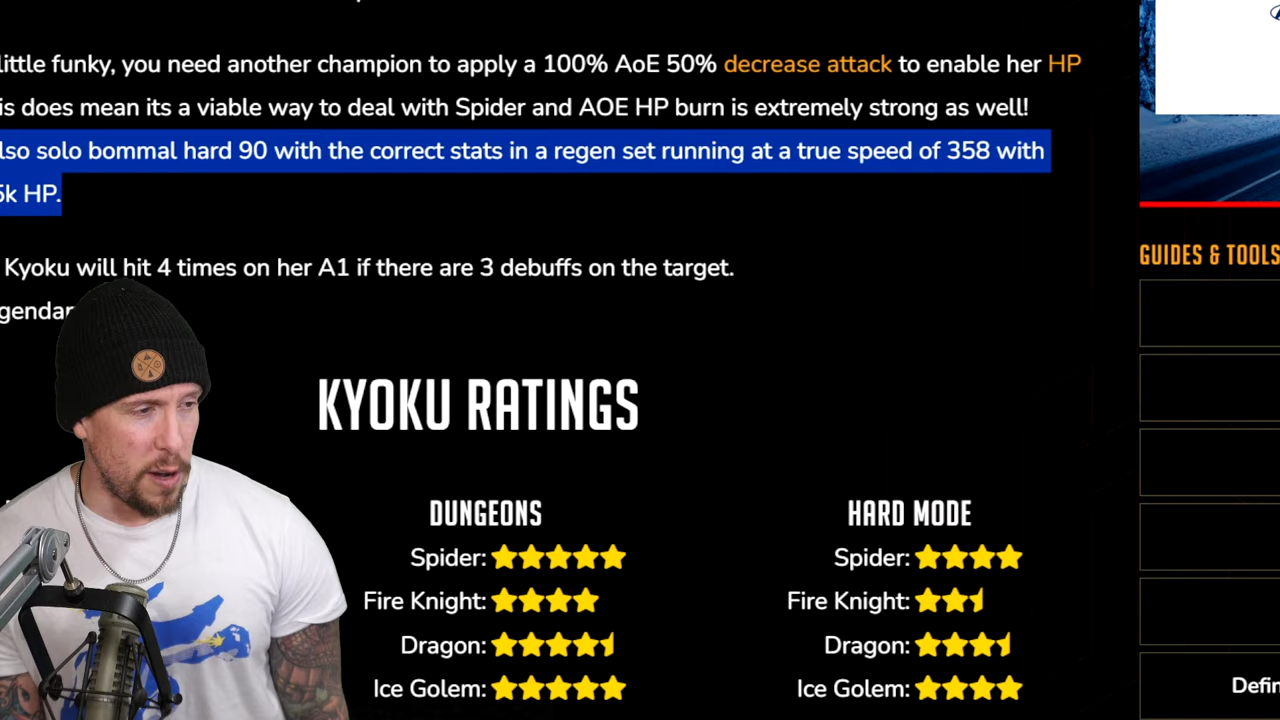 little funky, you need another champion to apply a 100% AoE 50% decrease attack to enable her HP
is does mean its a viable way to deal with Spider and AOE HP burn is extremely strong as well!
lso solo bommal hard 90 with the correct stats in a regen set running at a true speed of 358 with
5k HP.
Kyoku will hit 4 times on her A1 if there are 3 debuffs on the target.
GUIDES & TOOLS
KYOKU RATINGS
DUNGEONS
HARD MODE
Spider:
Spider:
Fire Knight:
Fire Knight:
Dragon:
Dragon:
Ice Golem:
Ice Golem: